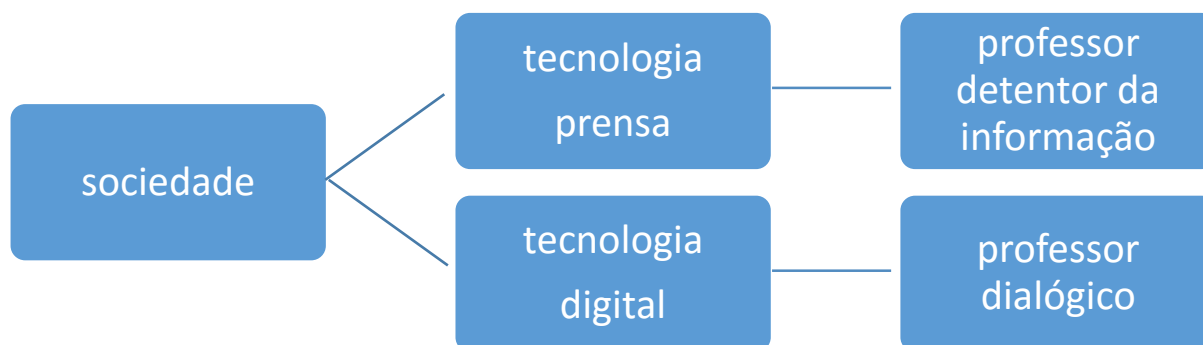 sociedade
tecnologia
prensa
professor
detentor da
informação
tecnologia
digital
professor
dialógico